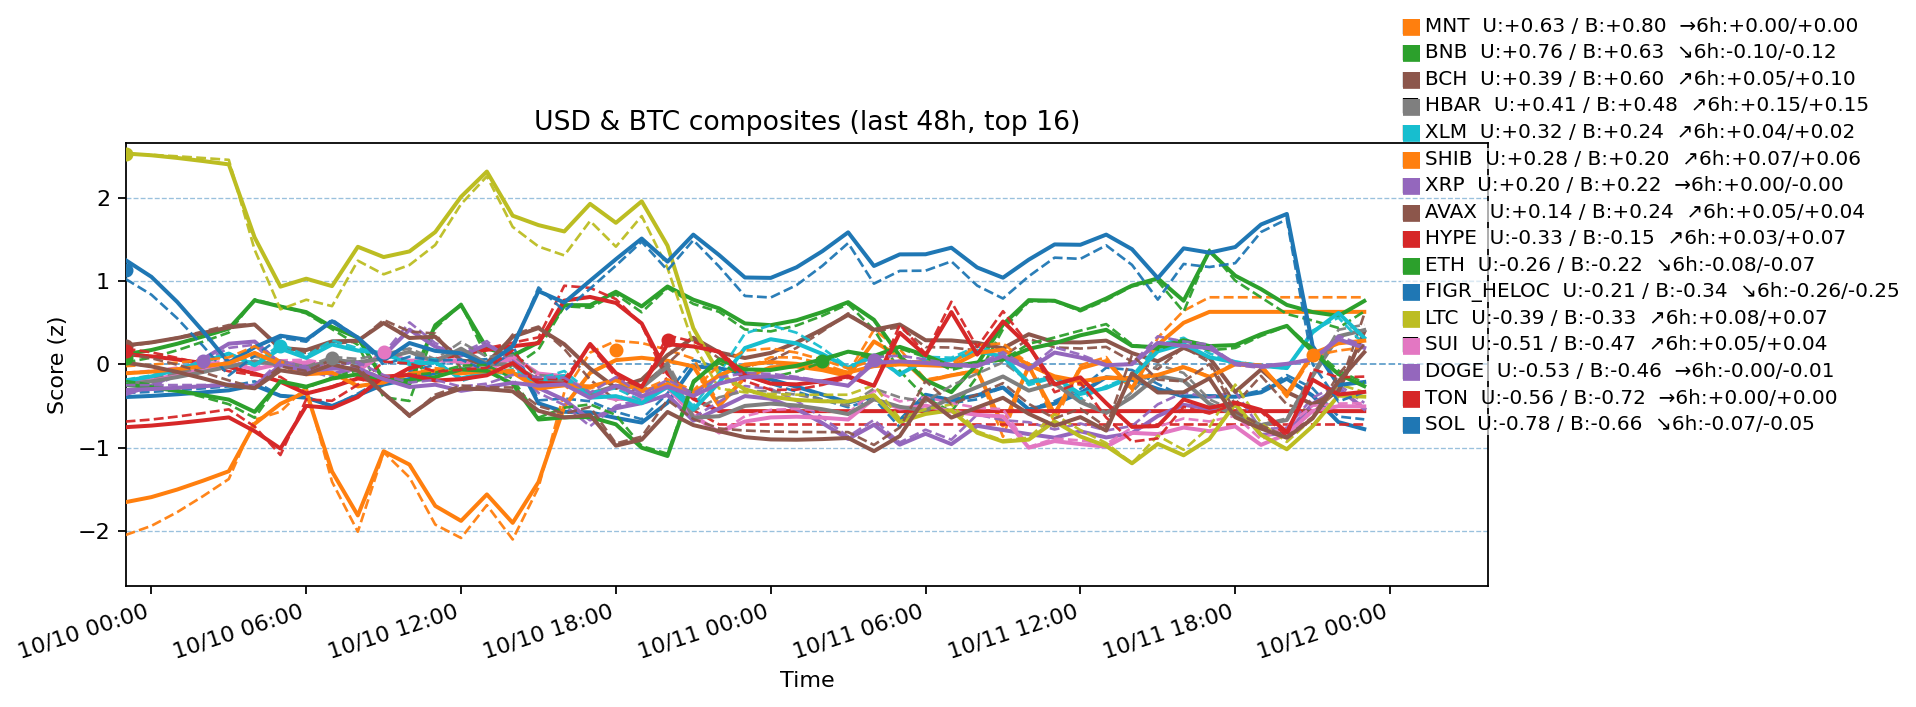 MNT  U:+0.63 / B:+0.80  →6h:+0.00/+0.00
BNB  U:+0.76 / B:+0.63  ↘6h:-0.10/-0.12
BCH  U:+0.39 / B:+0.60  ↗6h:+0.05/+0.10
HBAR  U:+0.41 / B:+0.48  ↗6h:+0.15/+0.15
XLM  U:+0.32 / B:+0.24  ↗6h:+0.04/+0.02
SHIB  U:+0.28 / B:+0.20  ↗6h:+0.07/+0.06
XRP  U:+0.20 / B:+0.22  →6h:+0.00/-0.00
AVAX  U:+0.14 / B:+0.24  ↗6h:+0.05/+0.04
HYPE  U:-0.33 / B:-0.15  ↗6h:+0.03/+0.07
ETH  U:-0.26 / B:-0.22  ↘6h:-0.08/-0.07
FIGR_HELOC  U:-0.21 / B:-0.34  ↘6h:-0.26/-0.25
LTC  U:-0.39 / B:-0.33  ↗6h:+0.08/+0.07
SUI  U:-0.51 / B:-0.47  ↗6h:+0.05/+0.04
DOGE  U:-0.53 / B:-0.46  →6h:-0.00/-0.01
TON  U:-0.56 / B:-0.72  →6h:+0.00/+0.00
SOL  U:-0.78 / B:-0.66  ↘6h:-0.07/-0.05
USD & BTC composites (last 48h, top 16)
Score (z)
2
1
0
−1
−2
10/10 00:00
10/10 06:00
10/10 12:00
10/10 18:00
10/11 00:00
10/11 06:00
10/11 12:00
10/11 18:00
10/12 00:00
Time